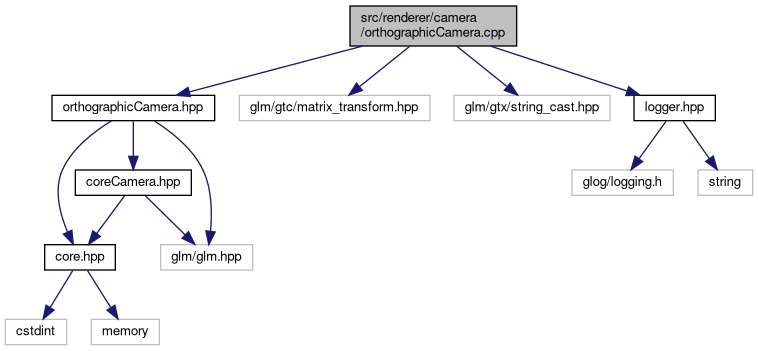 src/renderer/camera
/orthographicCamera.cpp
orthographicCamera.hpp
glm/gtc/matrix_transform.hpp
glm/gtx/string_cast.hpp
logger.hpp
coreCamera.hpp
glog/logging.h
string
core.hpp
glm/glm.hpp
cstdint
memory